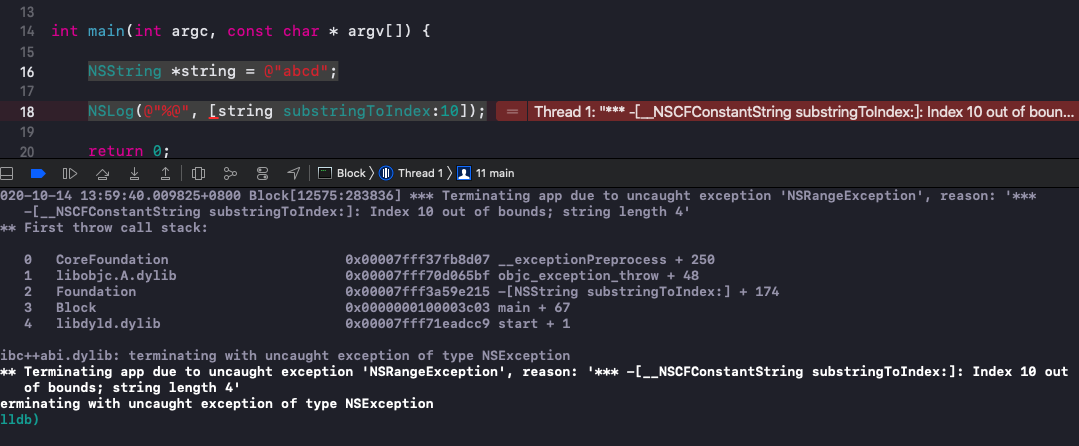 13
14 int main(int argc, const char * argv[]) {
15
16 NSString *string = @"abcd";
17
18 NSLog(@"%@", [string substringToIndex:10]); = Thread 1: "*** -[__NSCFConstantString substringToIndex:]: Index 10 out of boun...
19
20 return 0;
Block 〉 Thread 1 〉 11 main
020-10-14 13:59:40.009825+0800 Block[12575:283836] *** Terminating app due to uncaught exception 'NSRangeException', reason: '***
-[__NSCFConstantString substringToIndex:]: Index 10 out of bounds; string length 4'
** First throw call stack:
0 CoreFoundation 0x00007fff37fb8d07 __exceptionPreprocess + 250
1 libobjc.A.dylib 0x00007fff70d065bf objc_exception_throw + 48
2 Foundation 0x00007fff3a59e215 -[NSString substringToIndex:] + 174
3 Block 0x0000000100003c03 main + 67
4 libdyld.dylib 0x00007fff71eadcc9 start + 1
ibc++abi.dylib: terminating with uncaught exception of type NSException
** Terminating app due to uncaught exception 'NSRangeException', reason: '*** -[__NSCFConstantString substringToIndex:]: Index 10 out
of bounds; string length 4'
erminating with uncaught exception of type NSException
lldb)